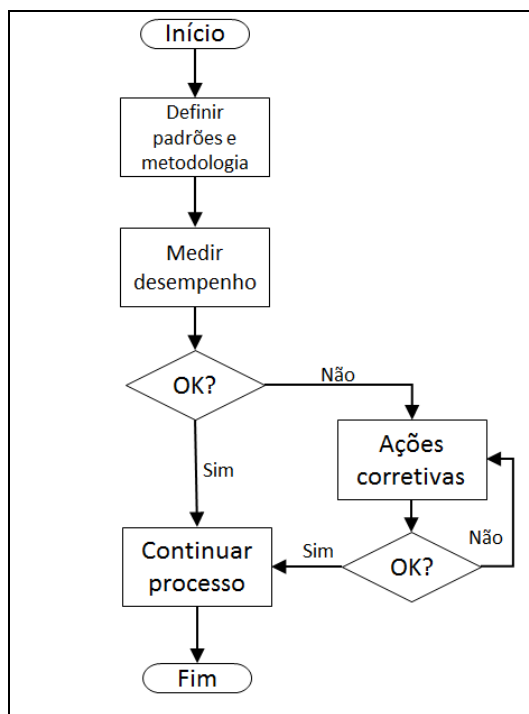 Início
Definir
padrões e
metodologia
Medir
desempenho
OK?
Não
Sim
Ações
corretivas
OK?
Não
Sim
Continuar
processo
Fim